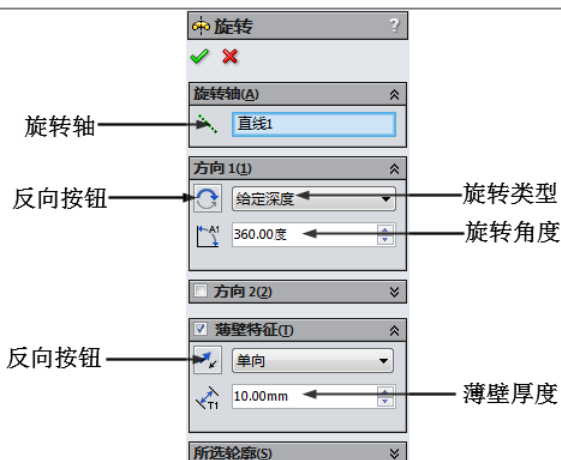 旋转 ?
旋转轴(A)
旋转轴 直线1
方向1(1)
反向按钮 给定深度 旋转类型
A1 360.00度 旋转角度
方向 2(2)
薄壁特征(T)
反向按钮 单向
T1 10.00mm 薄壁厚度
所选轮廓(S)